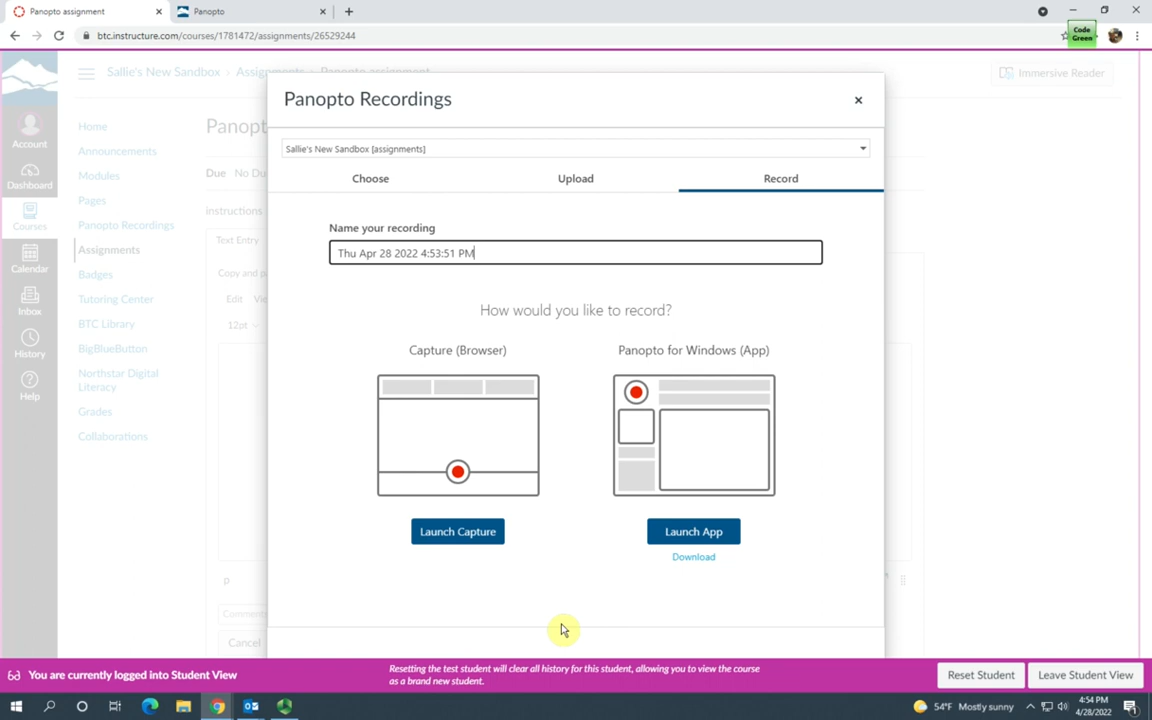 Panopto assignment
Panopto
btc.instructure.com/courses/1781472/assignments/26529244
Code Green
Sallie's New Sandbox > Assignments > Panopto assignment
Immersive Reader
Account
Dashboard
Courses
Calendar
Inbox
History
Help
Home
Announcements
Modules
Pages
Panopto Recordings
Assignments
Badges
Tutoring Center
BTC Library
BigBlueButton
Northstar Digital
Literacy
Grades
Collaborations
Panopt
Due No Du
Instructions
Text Entry
Copy and p
Edit Vie
12pt
p
Comments
Cancel
Panopto Recordings
Sallie's New Sandbox [assignments]
Choose
Upload
Record
Name your recording
Thu Apr 28 2022 4:53:51 PM
How would you like to record?
Capture (Browser)
Panopto for Windows (App)
Launch Capture
Launch App
Download
You are currently logged into Student View
Resetting the test student will clear all history for this student, allowing you to view the course
as a brand new student.
Reset Student
Leave Student View
54°F Mostly sunny
4:54 PM
4/28/2022
1